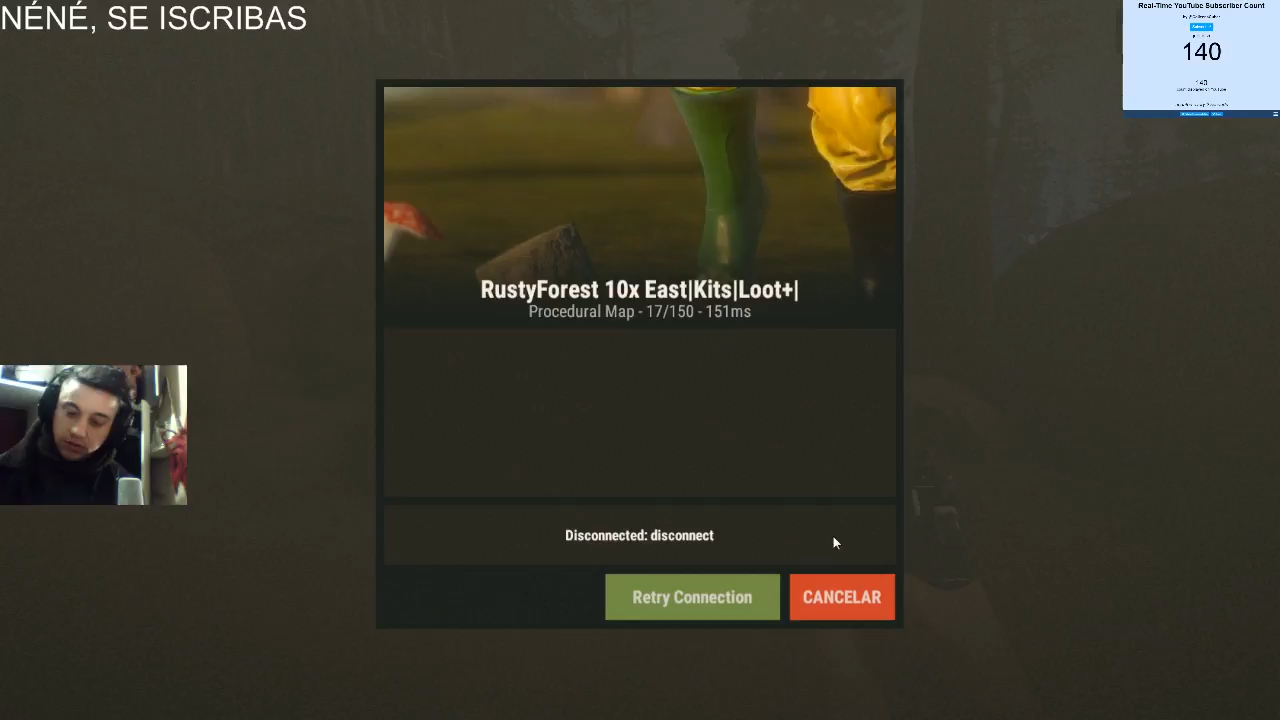 NÉNÉ, SE ISCRIBAS
Real-Time YouTube Subscriber Count
140
RustyForest 10x East|Kits|Loot+|
Procedural Map - 17/150 - 151ms
Disconnected: disconnect
Retry Connection
CANCELAR